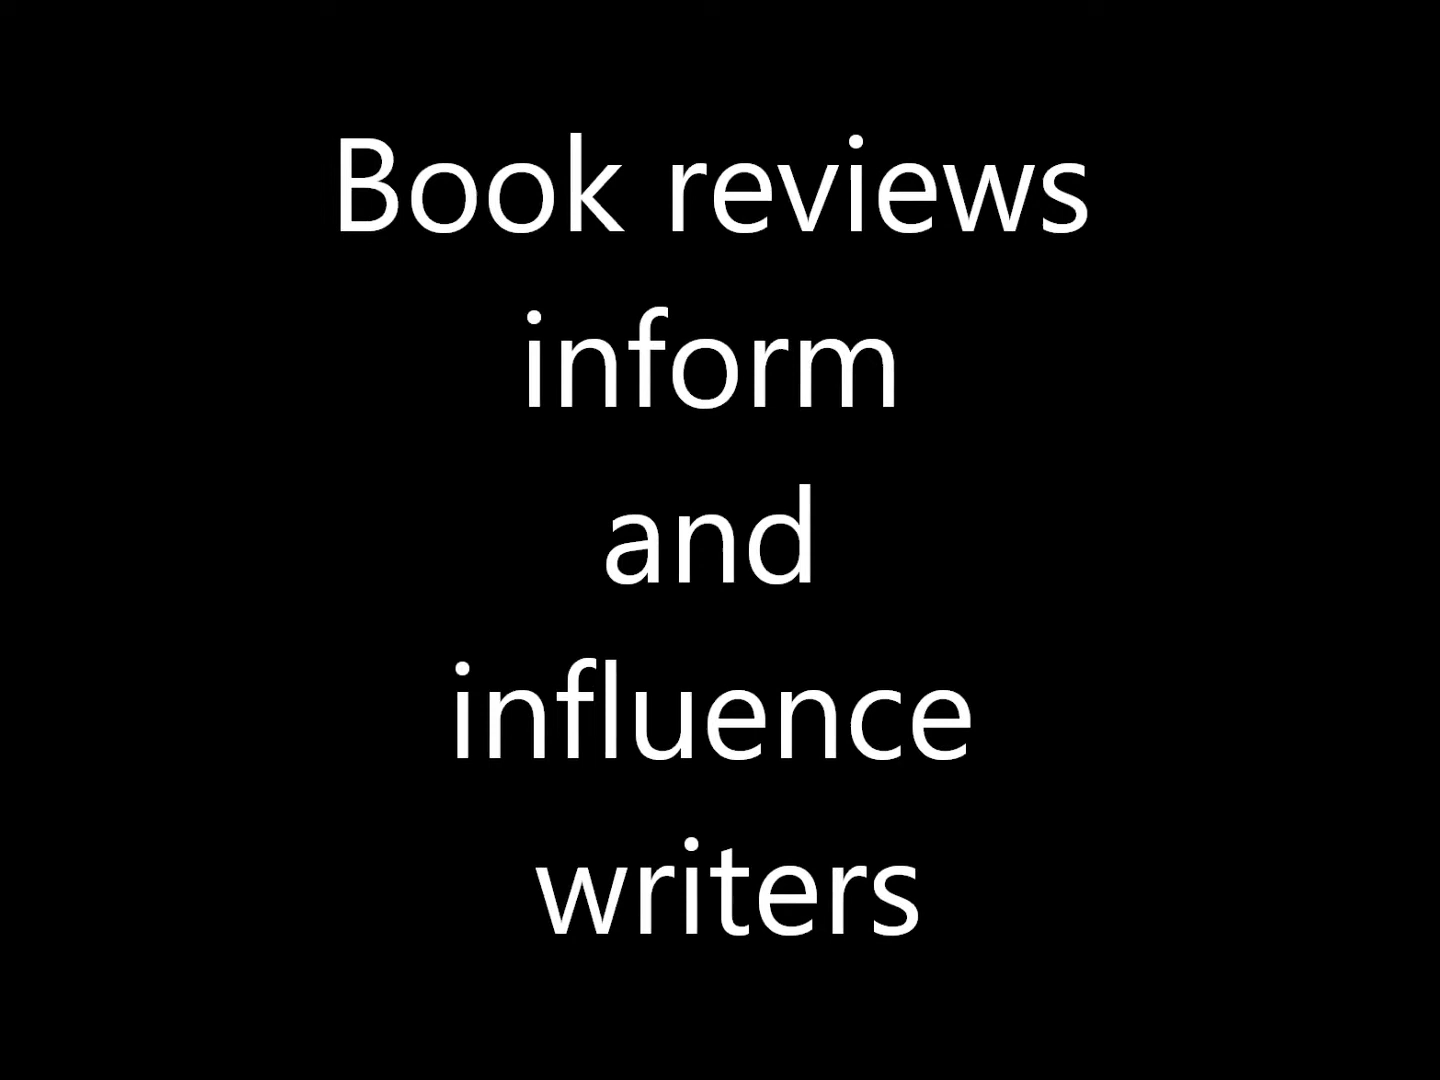 Book reviews
inform
and
influence
writers